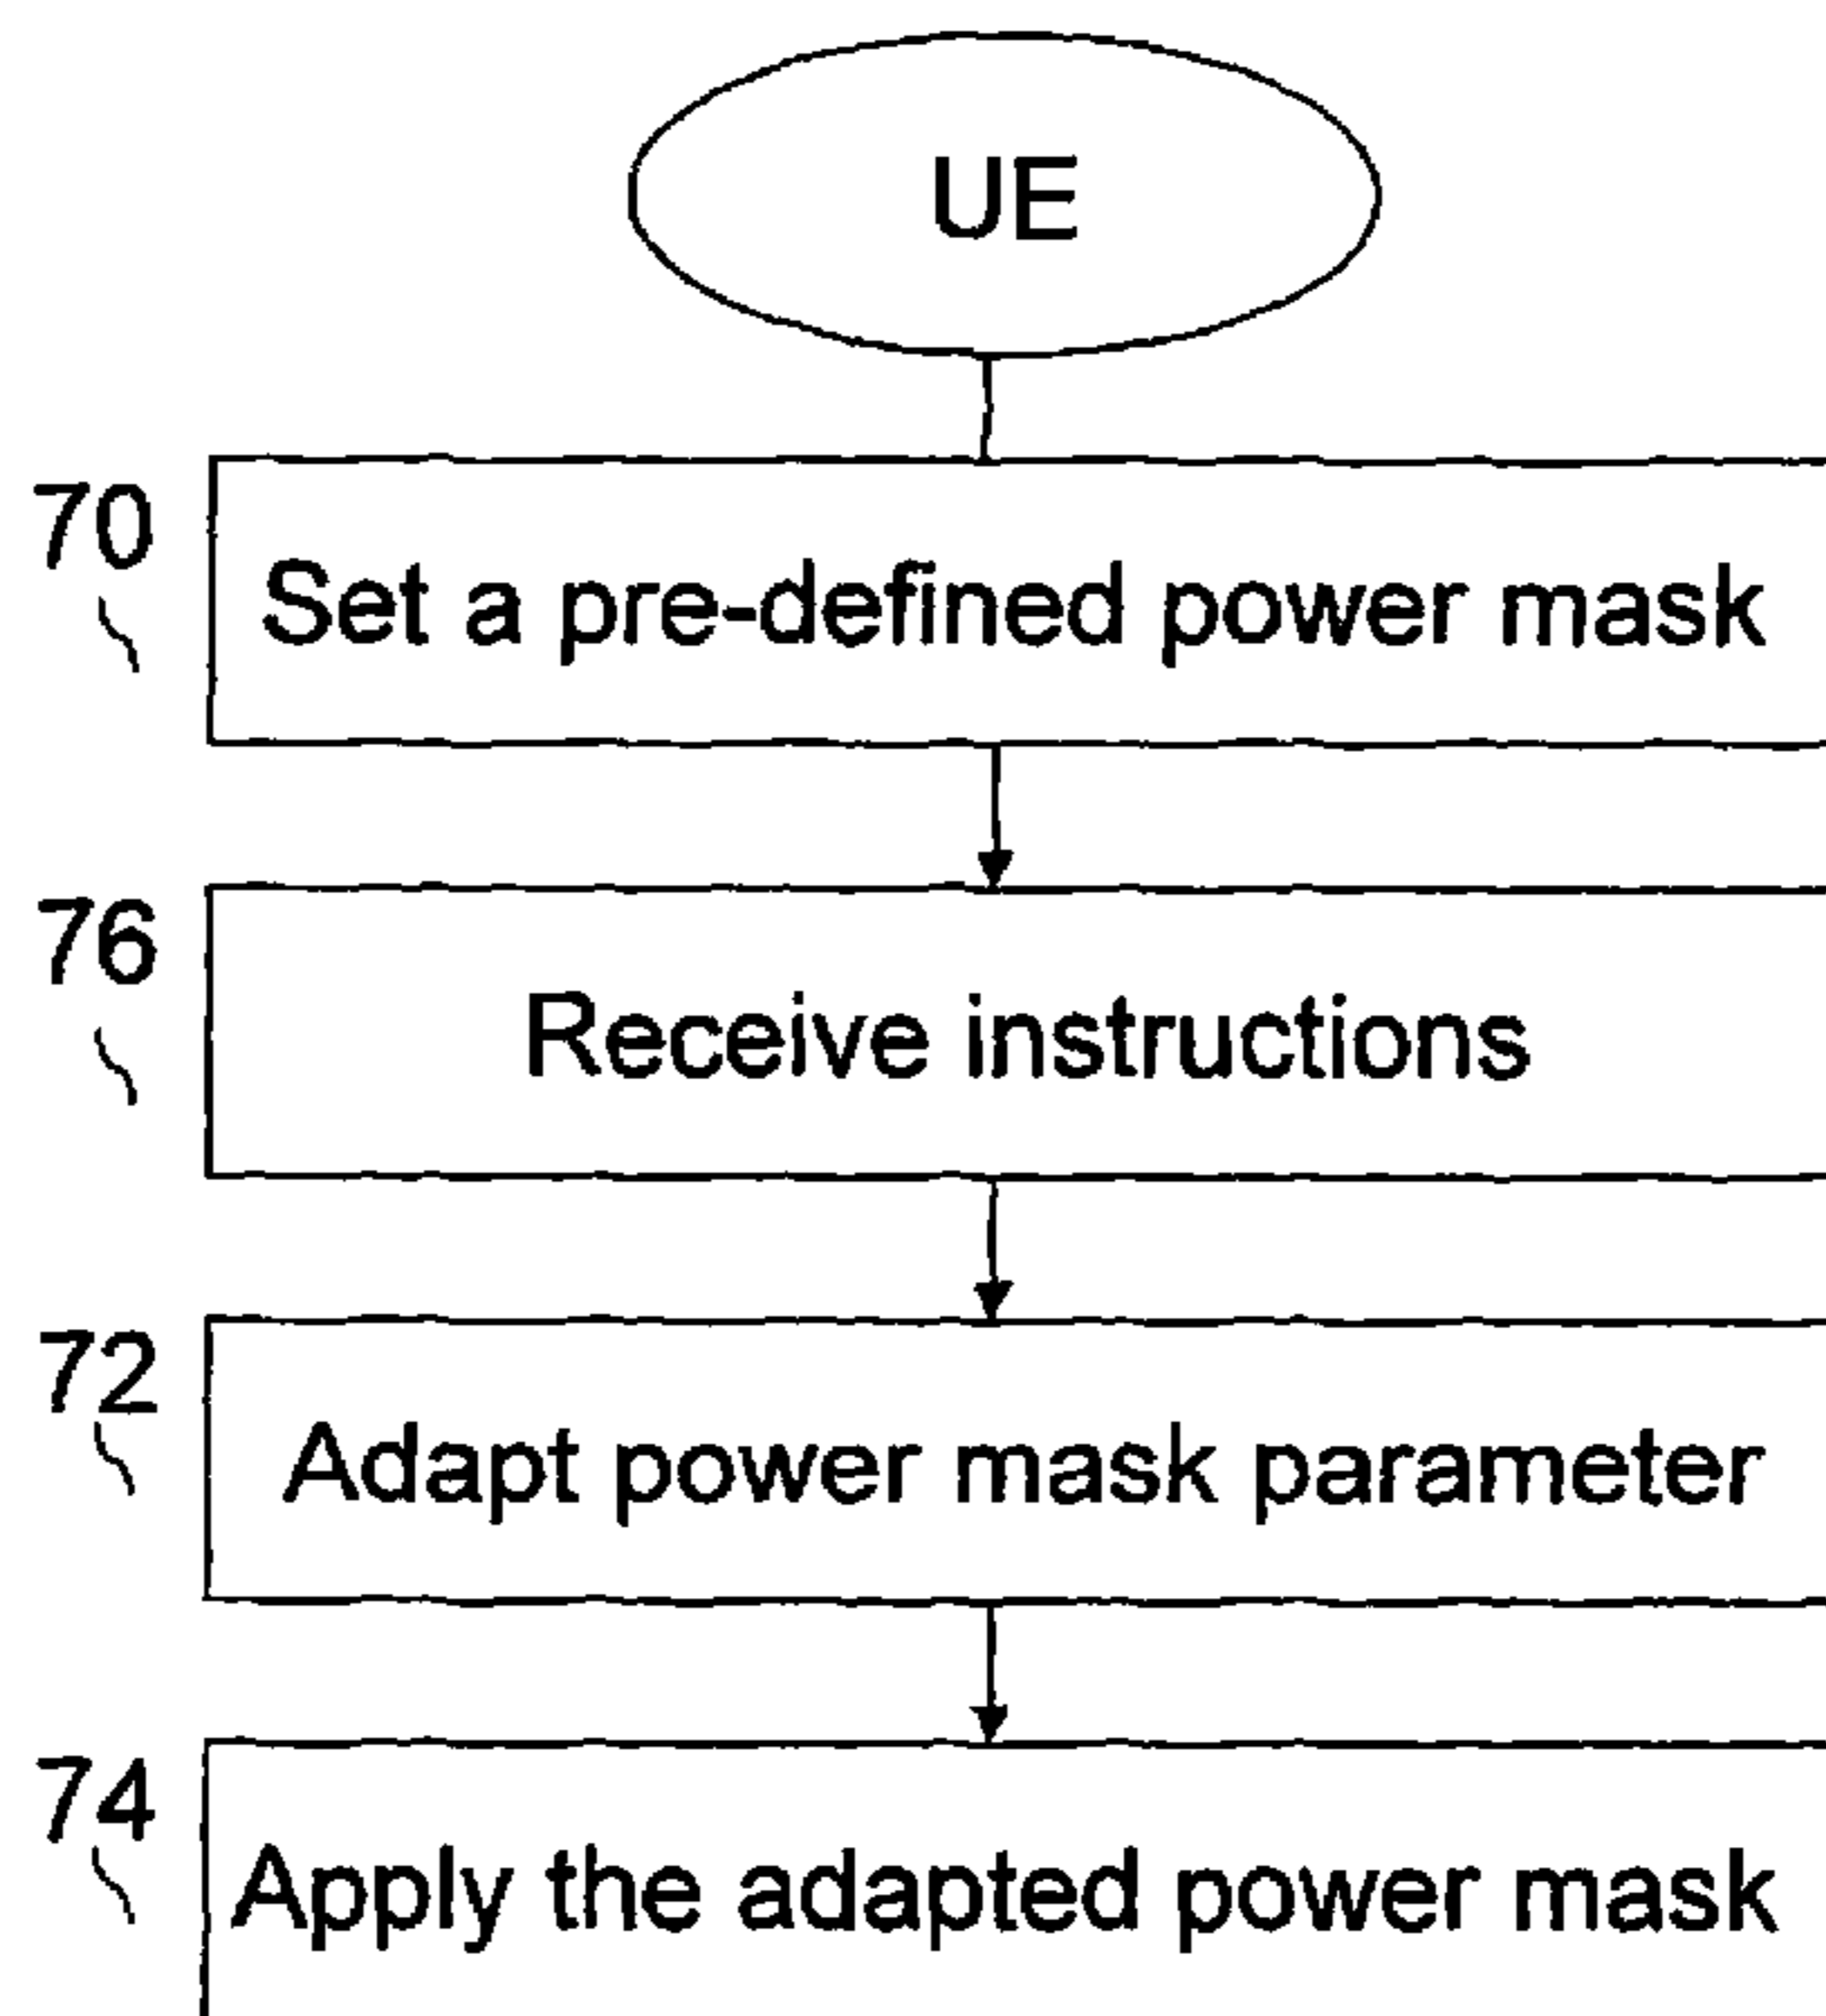 UE
70
Set a pre-defined power mask
76
Receive instructions
72
Adapt power mask parameter
74
Apply the adapted power mask